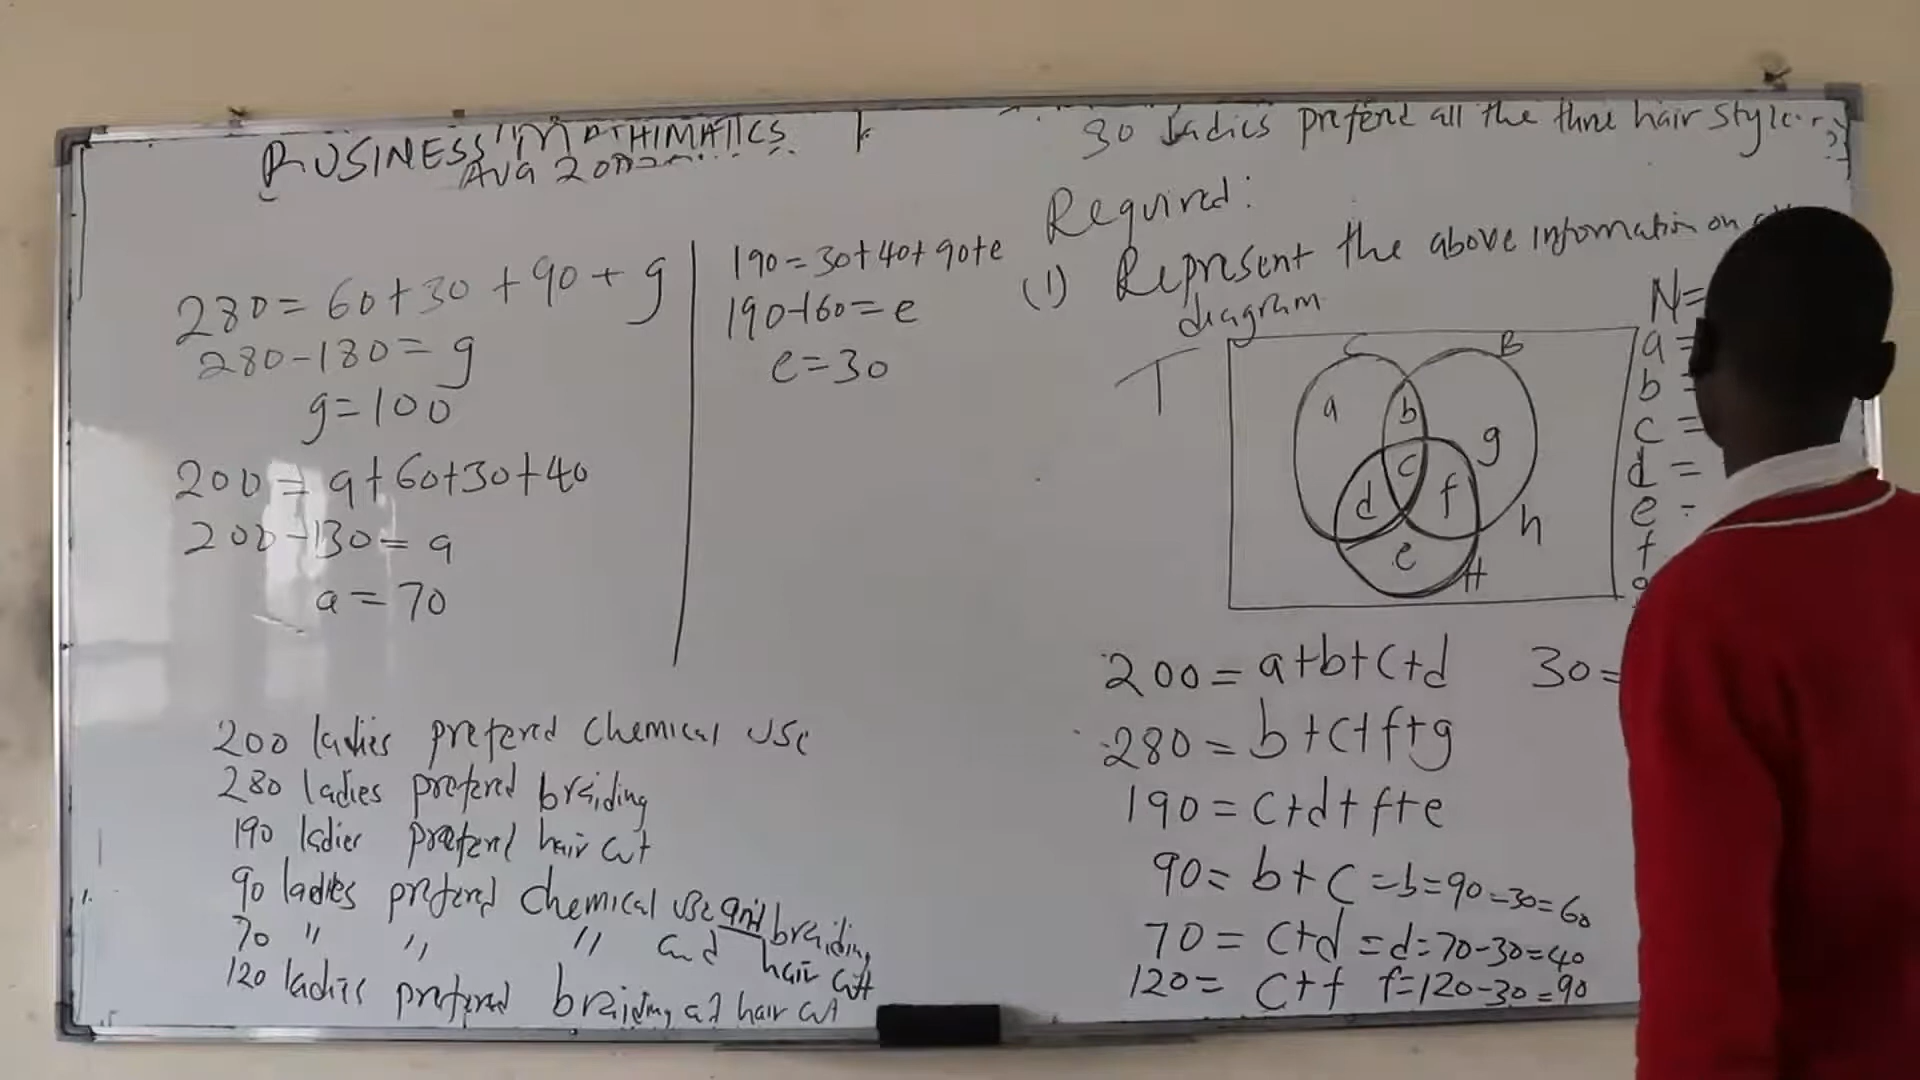 BUSINESS MATHIMATICS
AUG
280 = 60+30 +90 + g
280-180= g
g=100
200 = a+60+30+40
200-130= a
a=70
190=30+40+90+e
190-160= e
e=30
200 ladies prefered chemical use
280 ladies prefered braiding
190 ladies prefered hair cut
90 ladies prefered chemical use and braiding
70 " " " and hair cut
120 ladies prefered braiding ad hair cut
30 ladies prefered all the three hair style
Required:
(1) Represent the above information on
diagram
T
C
B
a
b
g
c
d
f
h
e
H
N=
a=
b =
c =
d =
e =
f
g
200 = a+b+c+d
30=
280 = b+c+f+g
190 = c+d+f+e
90= b+c =b=90-30=60
70 = c+d =d=70-30=40
120= c+f f=120-30=90